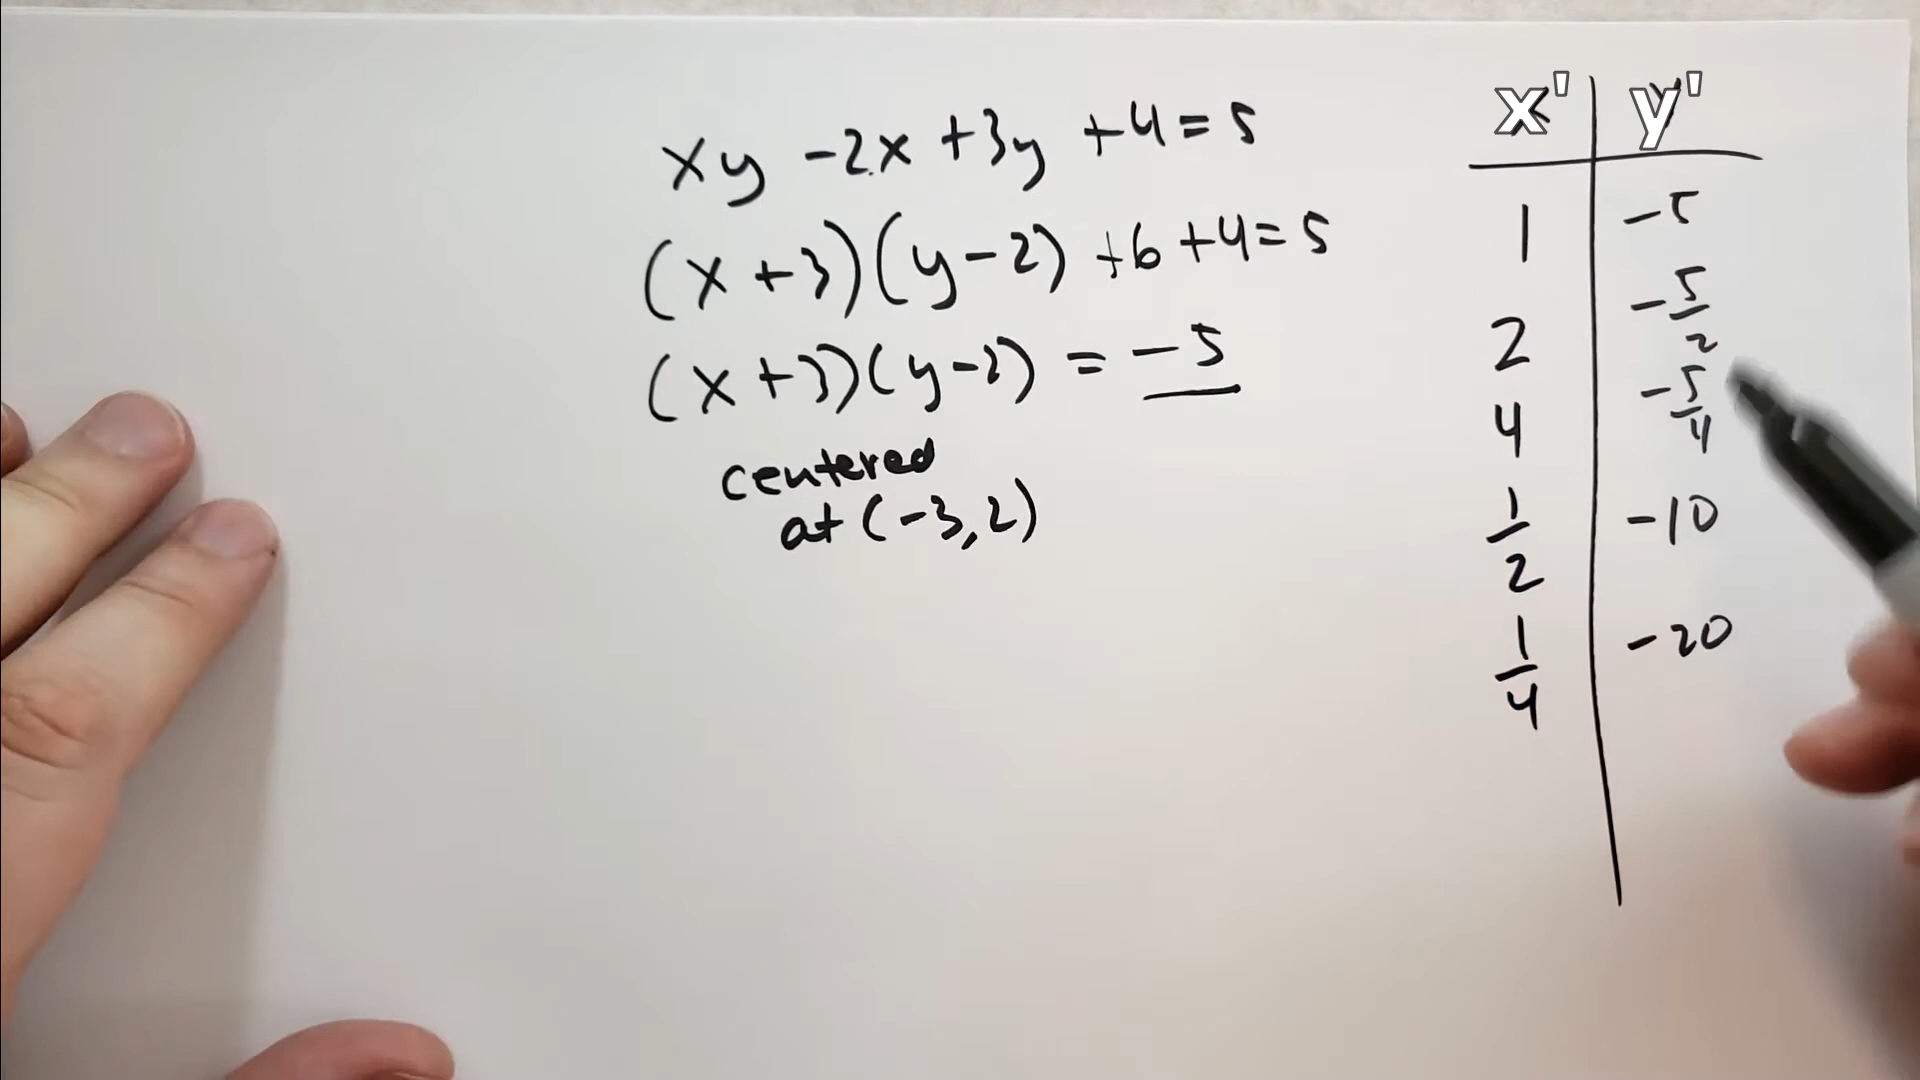 xy -2x +3y +4 = 5
(x +3)(y -2) +6 +4 = 5
(x +3)(y -2) = -5
centered
at (-3, 2)
x' y'
1 -5
2 -5/2
4 -5/4
1/2 -10
1/4 -20